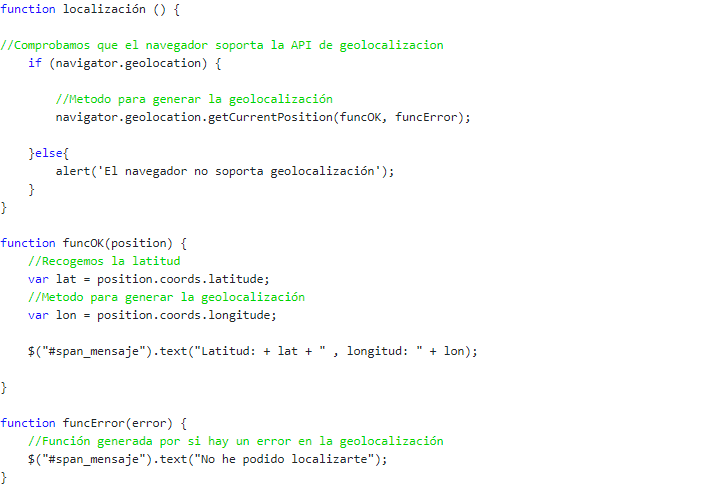 function localización () {
//Comprobamos que el navegador soporta la API de geolocalizacion
if (navigator.geolocation) {
//Metodo para generar la geolocalización
navigator.geolocation.getCurrentPosition(funcOK, funcError);
}else{
alert('El navegador no soporta geolocalización');
}
}
function funcOK(position) {
//Recogemos la latitud
var lat = position.coords.latitude;
//Metodo para generar la geolocalización
var lon = position.coords.longitude;
$("#span_mensaje").text("Latitud: + lat + " , longitud: " + lon);
}
function funcError(error) {
//Función generada por si hay un error en la geolocalización
$("#span_mensaje").text("No he podido localizarte");
}